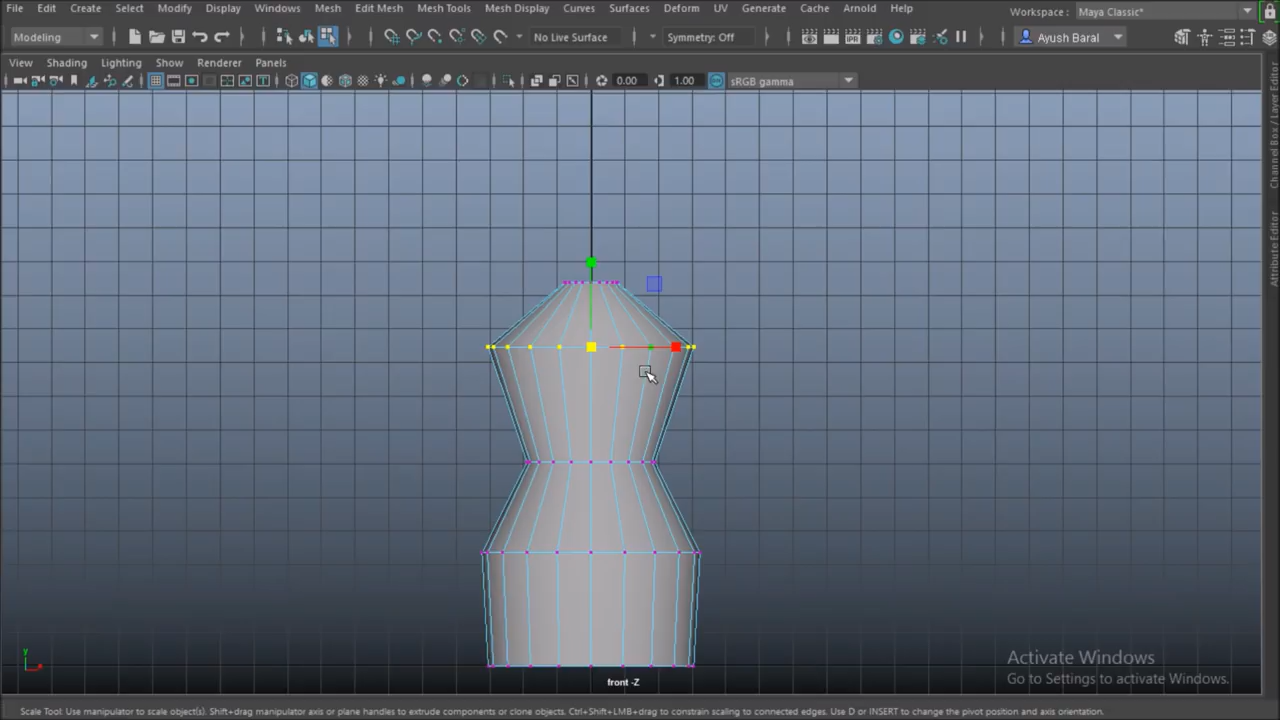 File Edit Create Select Modify Display Windows Mesh Edit Mesh Mesh Tools Mesh Display Curves Surfaces Deform UV Generate Cache Arnold Help Workspace : Maya Classic*
Modeling No Live Surface Symmetry: Off Ayush Baral
View Shading Lighting Show Renderer Panels
0.00 1.00 sRGB gamma
Channel Box / Layer Editor
Attribute Editor
y
front -Z
Activate Windows
Go to Settings to activate Windows.
Scale Tool: Use manipulator to scale object(s). Shift+drag manipulator axis or plane handles to extrude components or clone objects. Ctrl+Shift+LMB+drag to constrain scaling to connected edges. Use D or INSERT to change the pivot position and axis orientation.